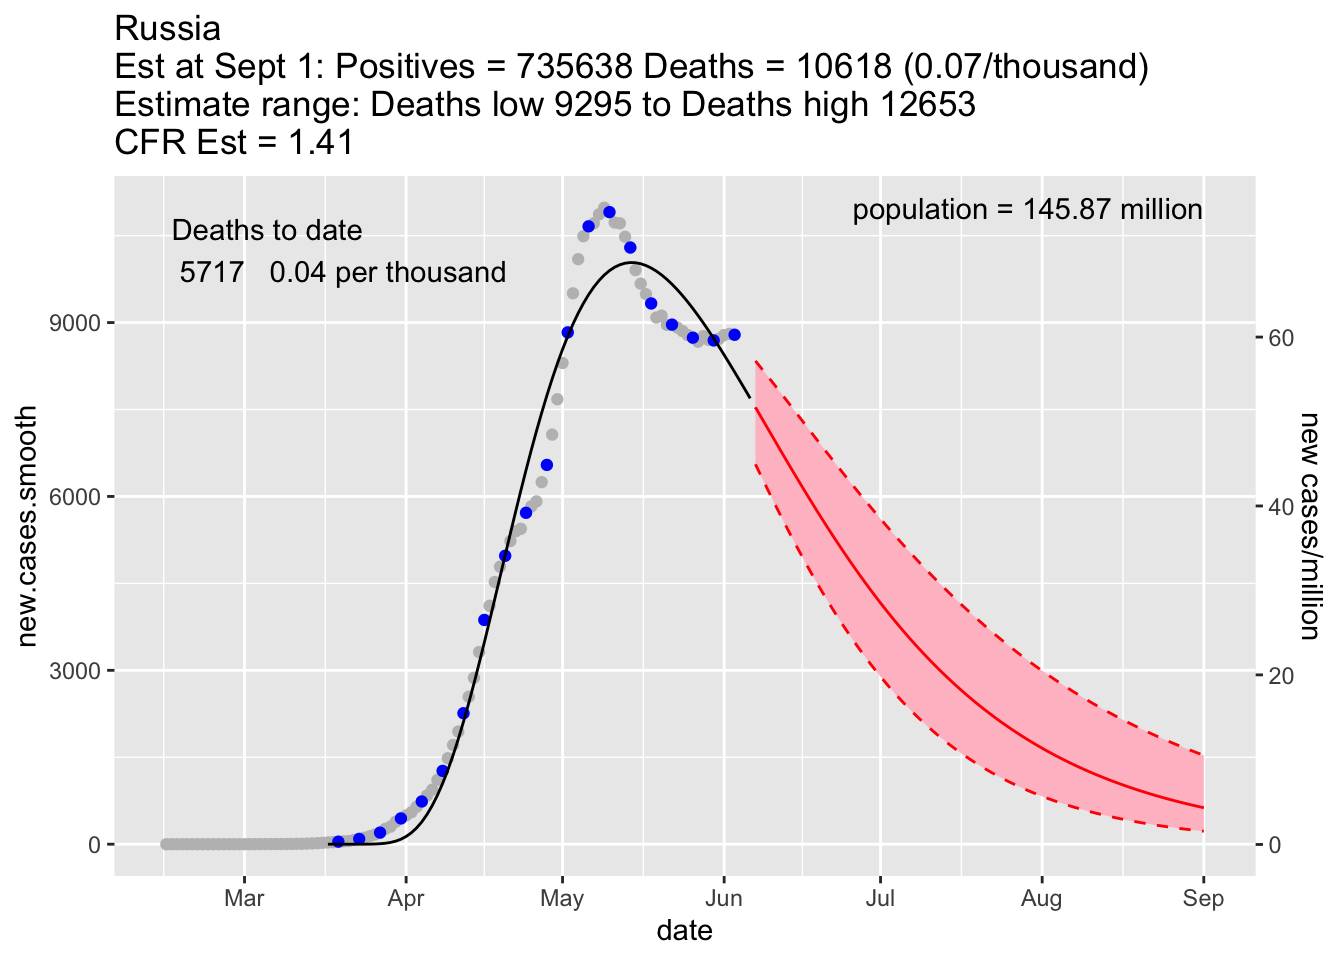 Russia
Est at Sept 1: Positives = 735638 Deaths = 10618 (0.07/thousand)
Estimate range: Deaths low 9295 to Deaths high 12653
CFR Est = 1.41
population = 145.87 million
Deaths to date
5717 0.04 per thousand
new.cases.smooth
9000
6000
3000
0
60
40
20
0
new cases/million
Mar Apr May Jun Jul Aug Sep
date